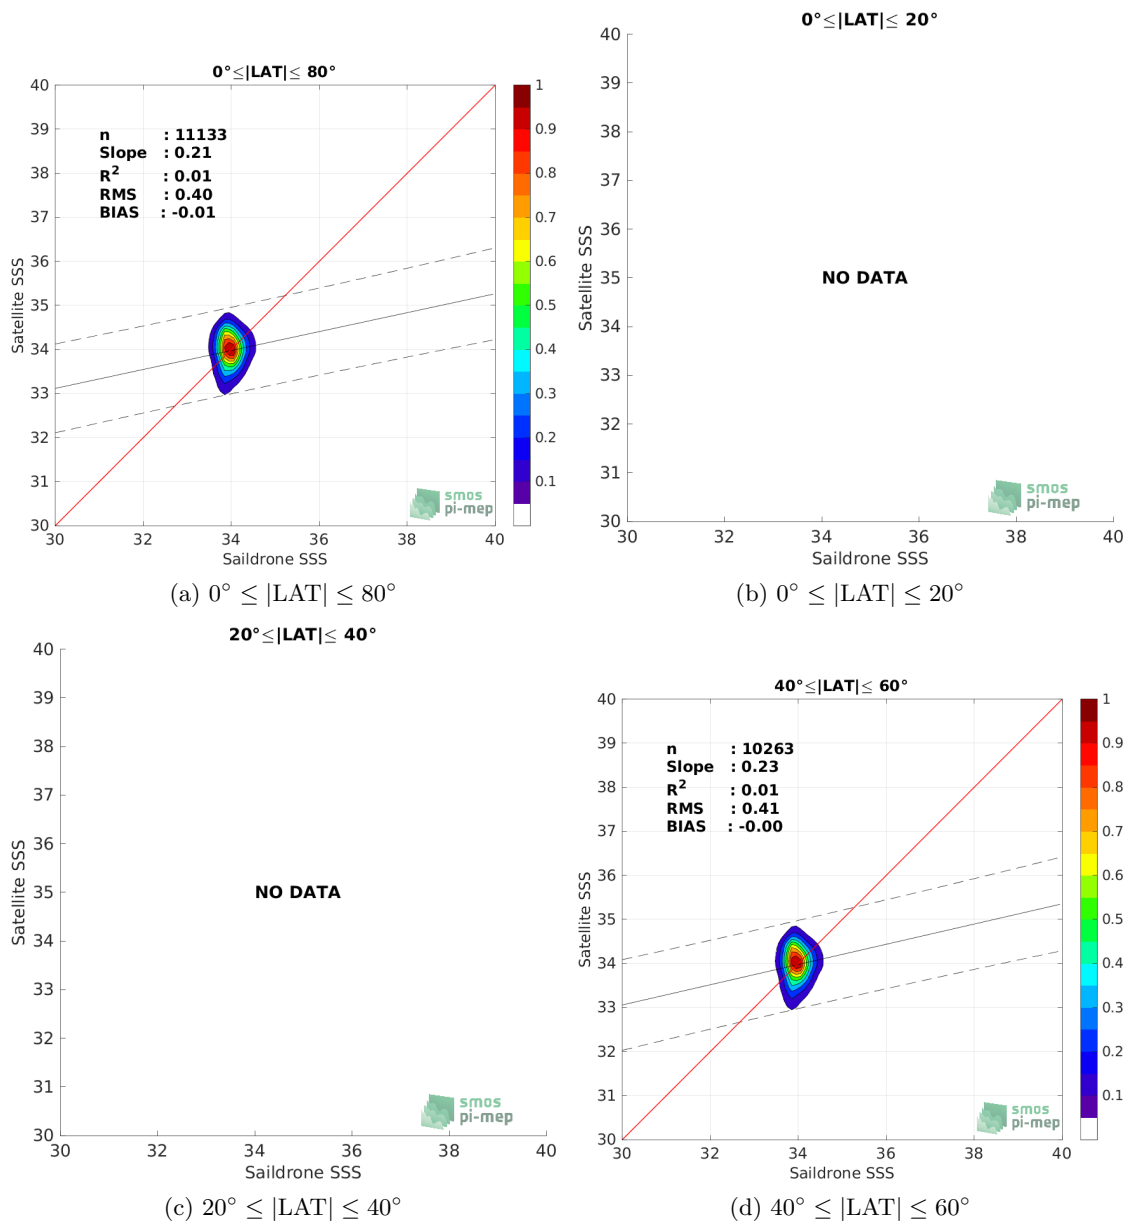 0°≤|LAT|≤ 80°
40
39
38
37
36
35
34
33
32
31
30
30
32
34
36
38
40
Satellite SSS
Saildrone SSS
n : 11133
Slope : 0.21
R² : 0.01
RMS : 0.40
BIAS : -0.01
1
0.9
0.8
0.7
0.6
0.5
0.4
0.3
0.2
0.1
smos
pi-mep
(a) 0° ≤ |LAT| ≤ 80°
0°≤|LAT|≤ 20°
40
39
38
37
36
35
34
33
32
31
30
30
32
34
36
38
40
Satellite SSS
Saildrone SSS
NO DATA
smos
pi-mep
(b) 0° ≤ |LAT| ≤ 20°
20°≤|LAT|≤ 40°
40
39
38
37
36
35
34
33
32
31
30
30
32
34
36
38
40
Satellite SSS
Saildrone SSS
NO DATA
smos
pi-mep
(c) 20° ≤ |LAT| ≤ 40°
40°≤|LAT|≤ 60°
40
39
38
37
36
35
34
33
32
31
30
30
32
34
36
38
40
Satellite SSS
Saildrone SSS
n : 10263
Slope : 0.23
R² : 0.01
RMS : 0.41
BIAS : -0.00
1
0.9
0.8
0.7
0.6
0.5
0.4
0.3
0.2
0.1
smos
pi-mep
(d) 40° ≤ |LAT| ≤ 60°